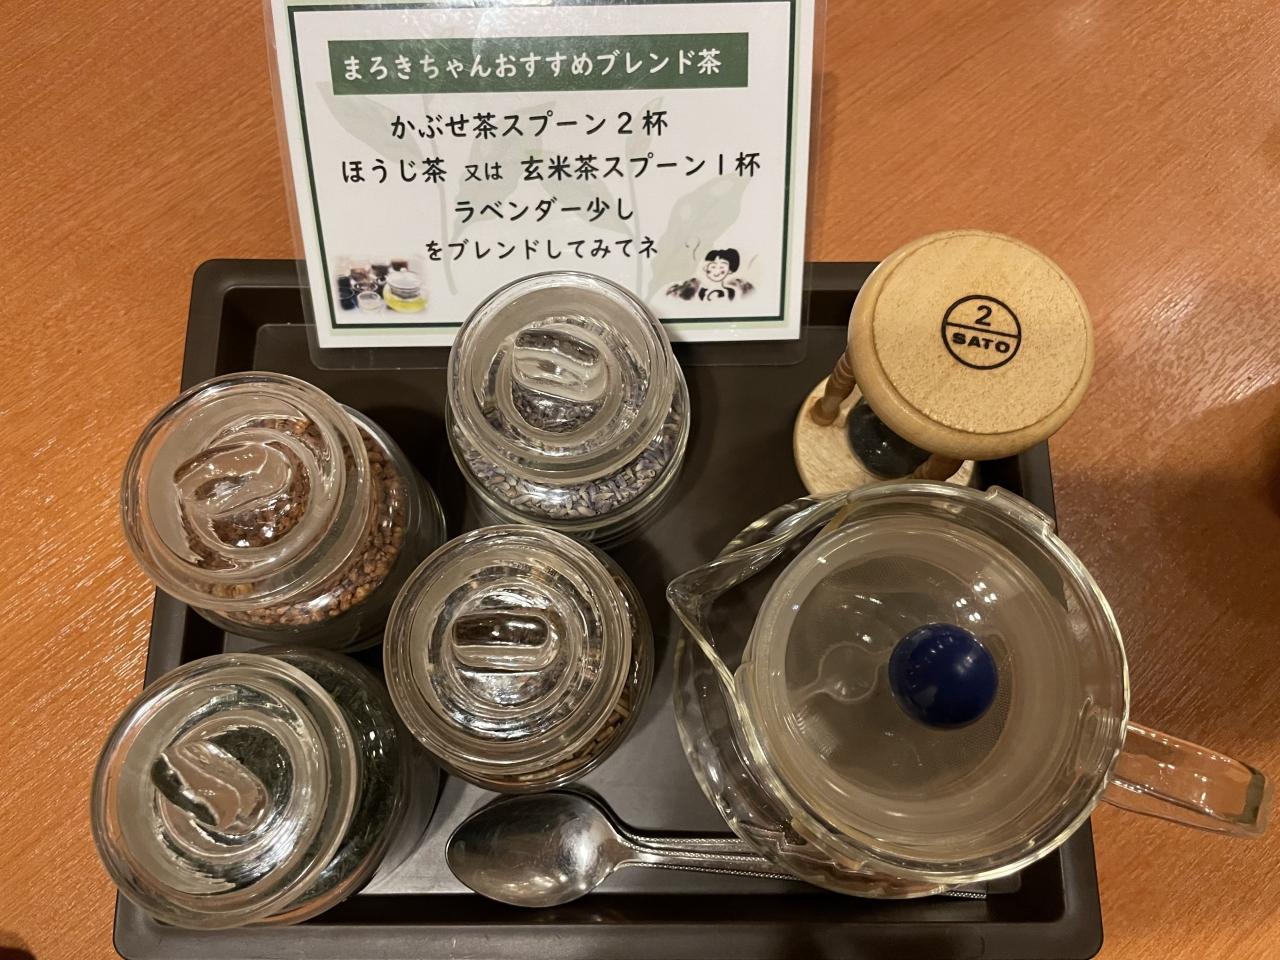 まろきちゃんおすすめブレンド茶
かぶせ茶スプーン2杯
ほうじ茶 又は 玄米茶スプーン1杯
ラベンダー少し
をブレンドしてみてネ
2
SATO